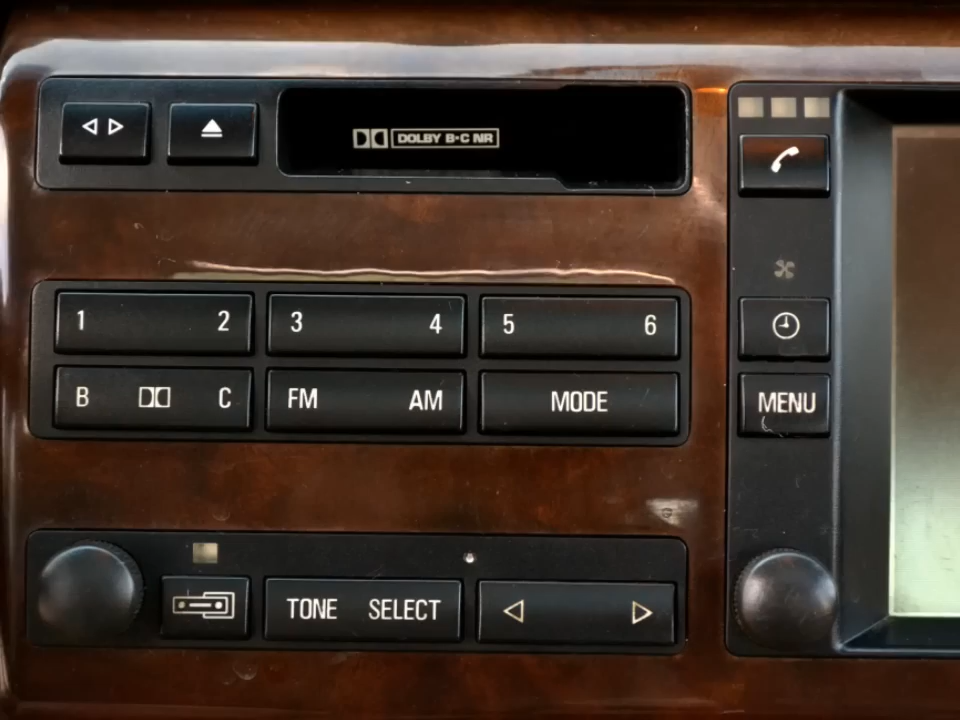 DOLBY B·C NR
1 2 3 4 5 6
B C FM AM MODE
MENU
TONE SELECT